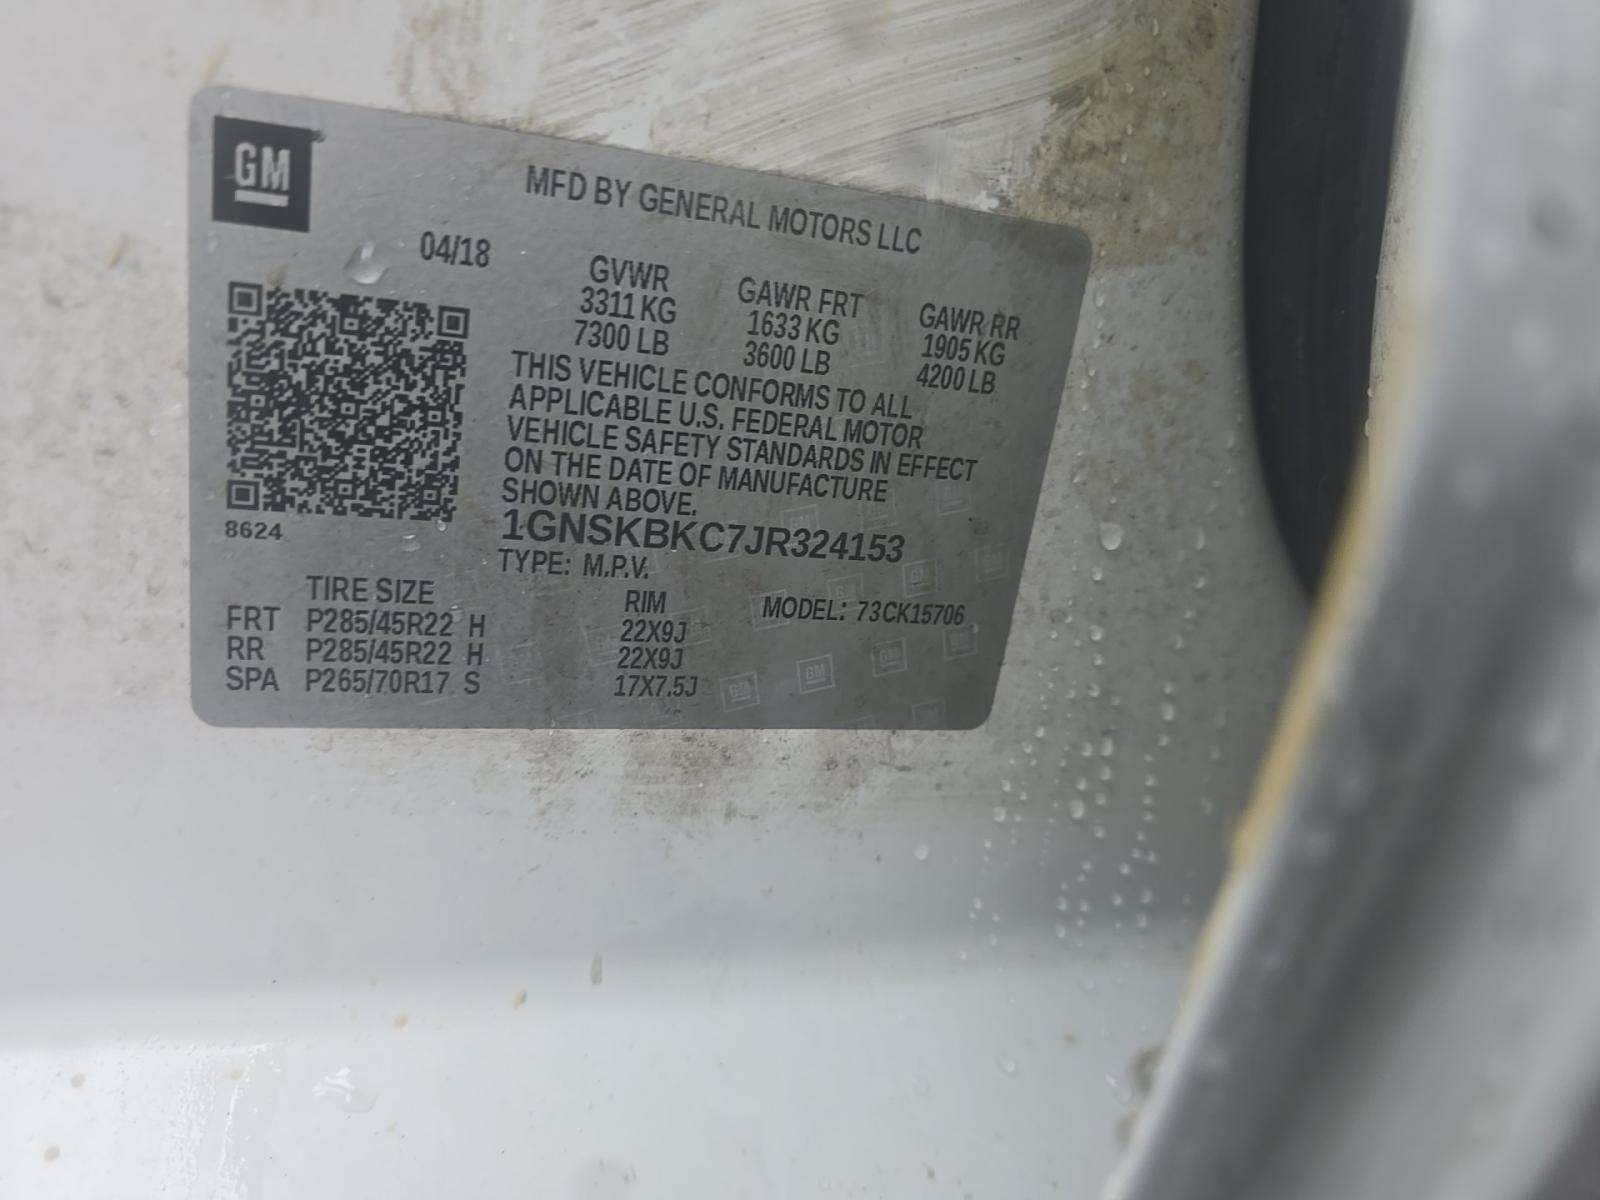 GM
MFD BY GENERAL MOTORS LLC
04/18
GVWR GAWR FRT GAWR RR
3311 KG 1633 KG 1905 KG
7300 LB 3600 LB 4200 LB
THIS VEHICLE CONFORMS TO ALL
APPLICABLE U.S. FEDERAL MOTOR
VEHICLE SAFETY STANDARDS IN EFFECT
ON THE DATE OF MANUFACTURE
SHOWN ABOVE.
8624
1GNSKBKC7JR324153
TYPE: M.P.V.
TIRE SIZE RIM MODEL: 73CK15706
FRT P285/45R22 H 22X9J
RR P285/45R22 H 22X9J
SPA P265/70R17 S 17X7.5J